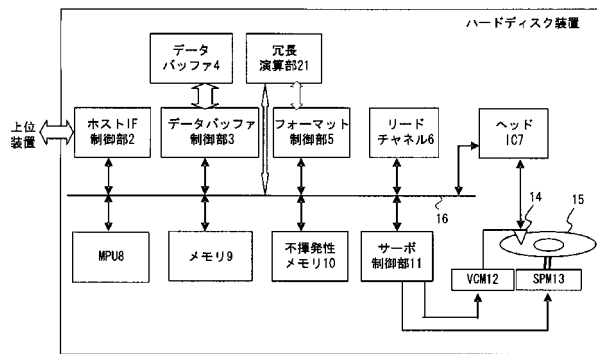 ハードディスク装置
データ
バッファ4
冗長
演算部21
上位
装置
ホストIF
制御部2
データバッファ
制御部3
フォーマット
制御部5
リード
チャネル6
ヘッド
IC7
16
14
15
MPU8
メモリ9
不揮発性
メモリ10
サーボ
制御部11
VCM12
SPM13